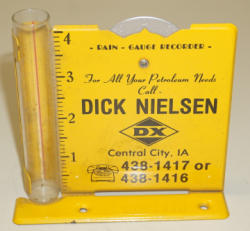 - RAIN - GAUGE RECORDER -
For All Your Petroleum Needs
Call -
DICK NIELSEN
DX
Central City, IA
438-1417 or
438-1416
4
3
2
1